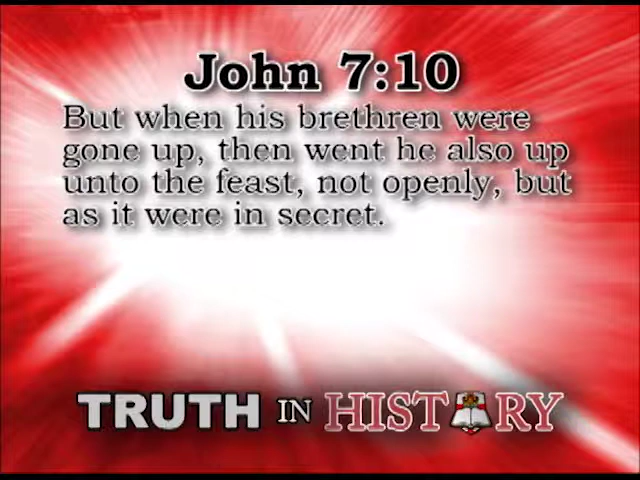 John 7:10
But when his brethren were
gone up, then went he also up
unto the feast, not openly, but
as it were in secret.
TRUTH IN HISTORY